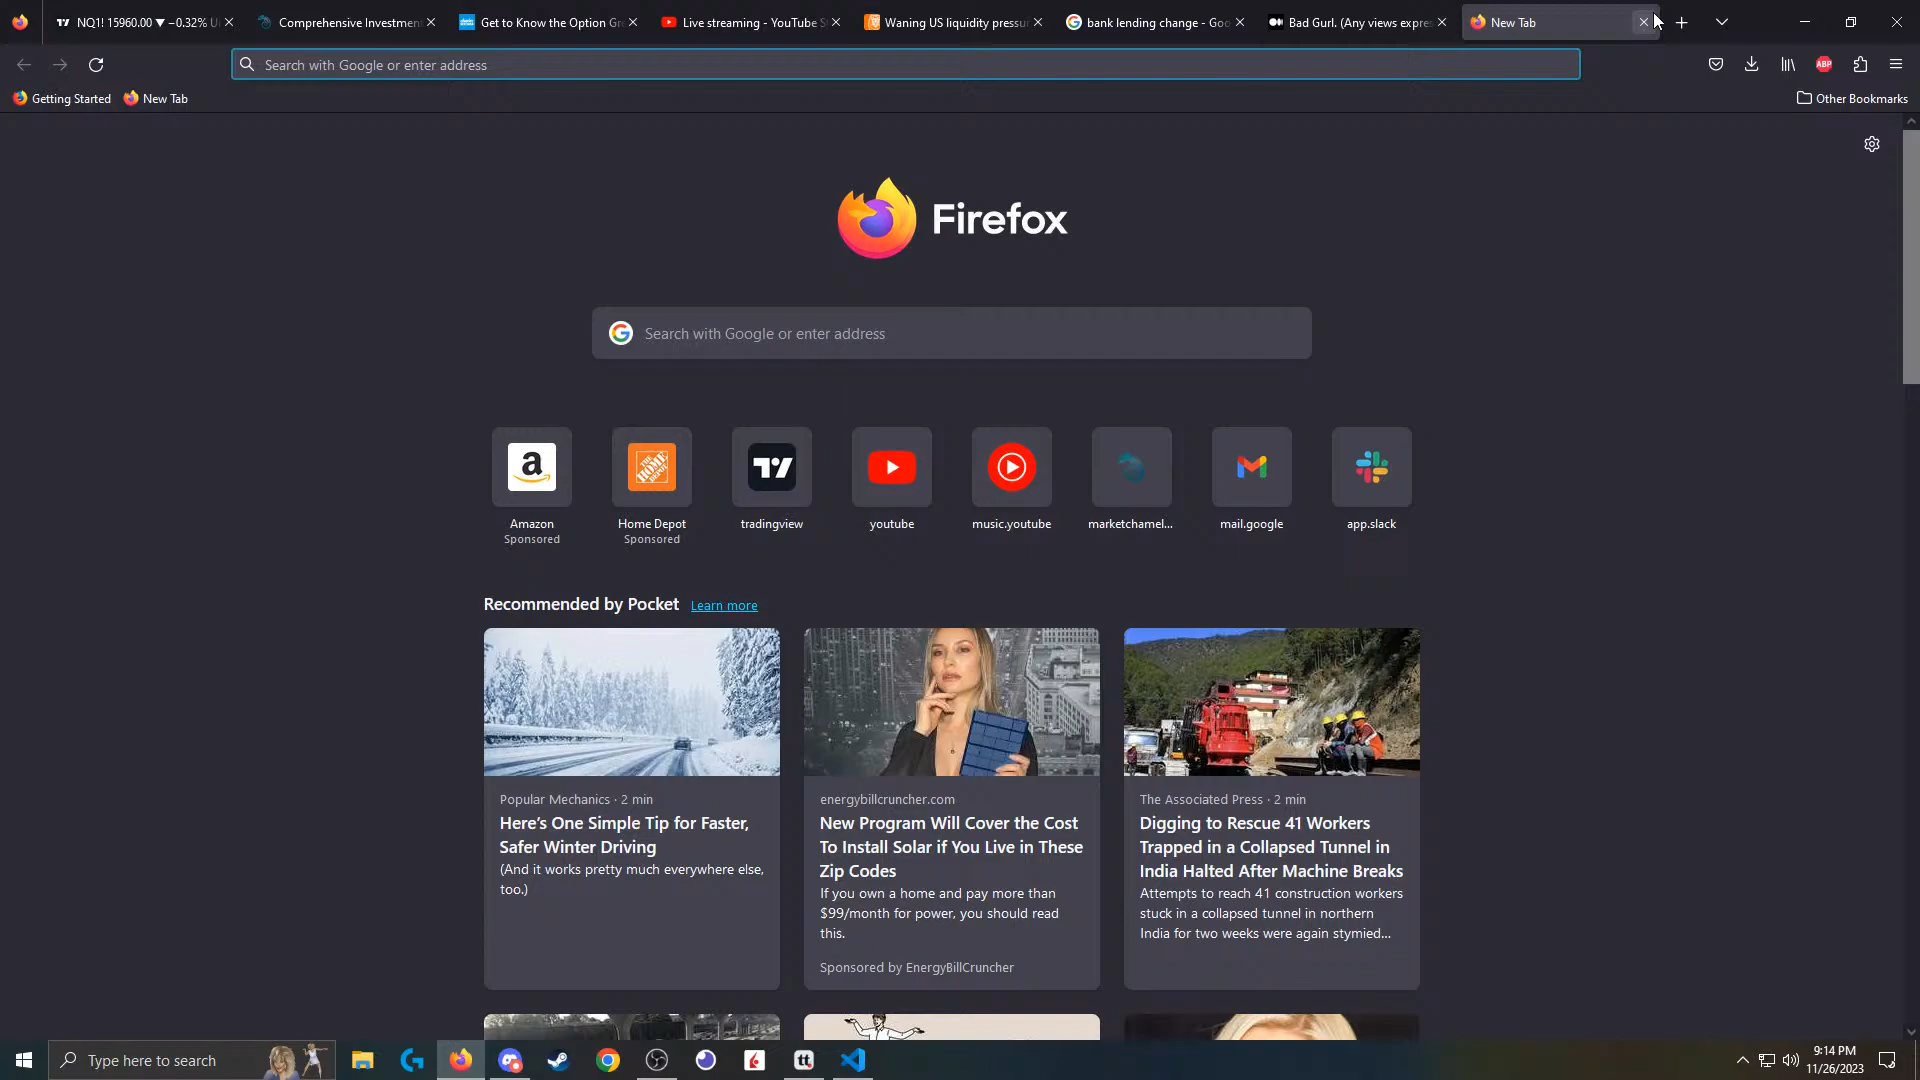 NQ1! 15960.00 ▼ −0.32% U
Comprehensive Investment
Get to Know the Option Gre
Live streaming - YouTube S
Waning US liquidity pressur
bank lending change - Goo
Bad Gurl. (Any views expres
New Tab
Search with Google or enter address
ABP
Getting Started
New Tab
Other Bookmarks
Firefox
Search with Google or enter address
Amazon
Sponsored
Home Depot
Sponsored
tradingview
youtube
music.youtube
marketchamel...
mail.google
app.slack
Recommended by Pocket Learn more
Popular Mechanics · 2 min
Here’s One Simple Tip for Faster,
Safer Winter Driving
(And it works pretty much everywhere else,
too.)
energybillcruncher.com
New Program Will Cover the Cost
To Install Solar if You Live in These
Zip Codes
If you own a home and pay more than
$99/month for power, you should read
this.
Sponsored by EnergyBillCruncher
The Associated Press · 2 min
Digging to Rescue 41 Workers
Trapped in a Collapsed Tunnel in
India Halted After Machine Breaks
Attempts to reach 41 construction workers
stuck in a collapsed tunnel in northern
India for two weeks were again stymied...
Type here to search
tt
9:14 PM
11/26/2023